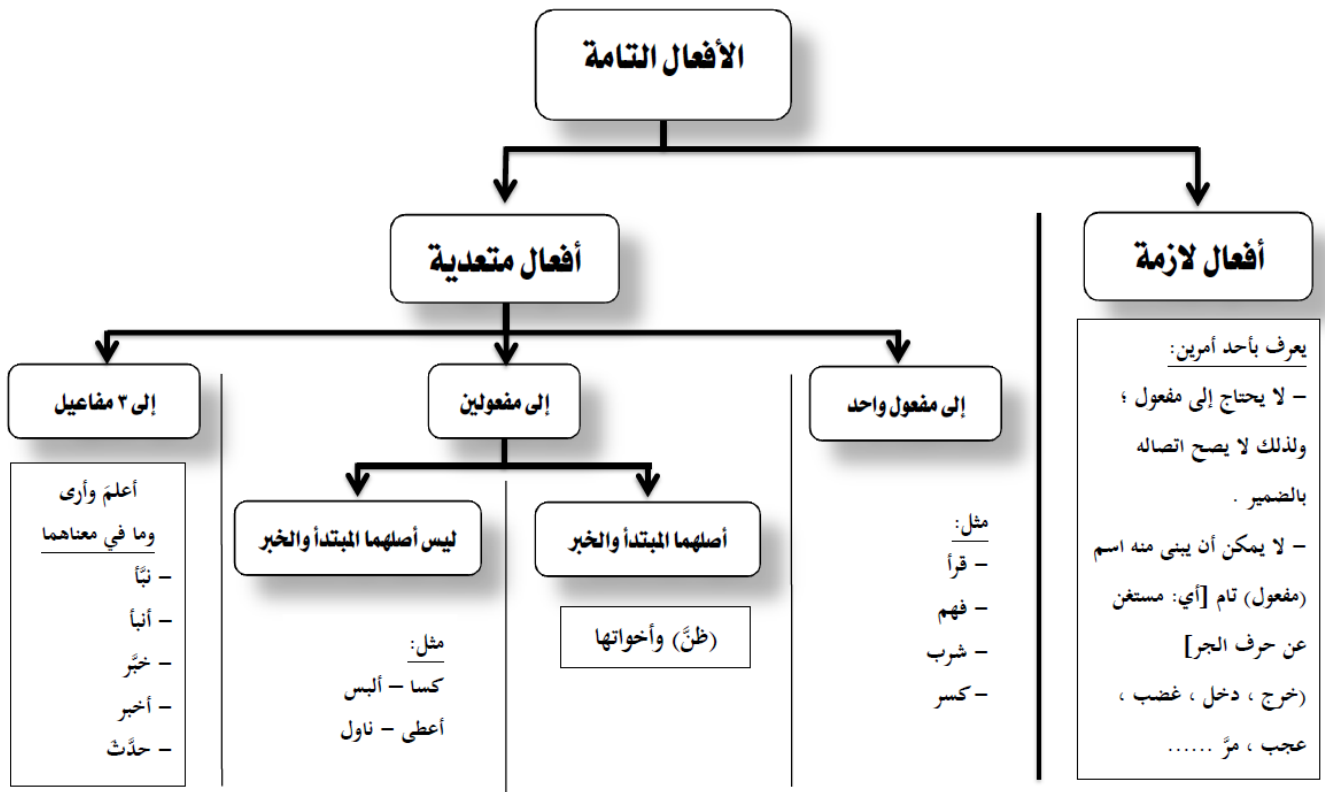 الأفعال التامة
أفعال لازمة
يعرف بأحد أمرين:
– لا يحتاج إلى مفعول ؛
ولذلك لا يصح اتصاله
بالضمير .
– لا يمكن أن يبنى منه اسم
(مفعول) تام [أي: مستغن
عن حرف الجر]
(خرج ، دخل ، غضب ،
عجب ، مرَّ ......
أفعال متعدية
إلى مفعول واحد
مثل:
– قرأ
– فهم
– شرب
– كسر
إلى مفعولين
أصلهما المبتدأ والخبر
(ظنَّ) وأخواتها
ليس أصلهما المبتدأ والخبر
مثل:
كسا – ألبس
أعطى – ناول
إلى ٣ مفاعيل
أعلمَ وأرى
وما في معناهما
– نبَّأ
– أنبأ
– خبَّر
– أخبر
– حدَّث